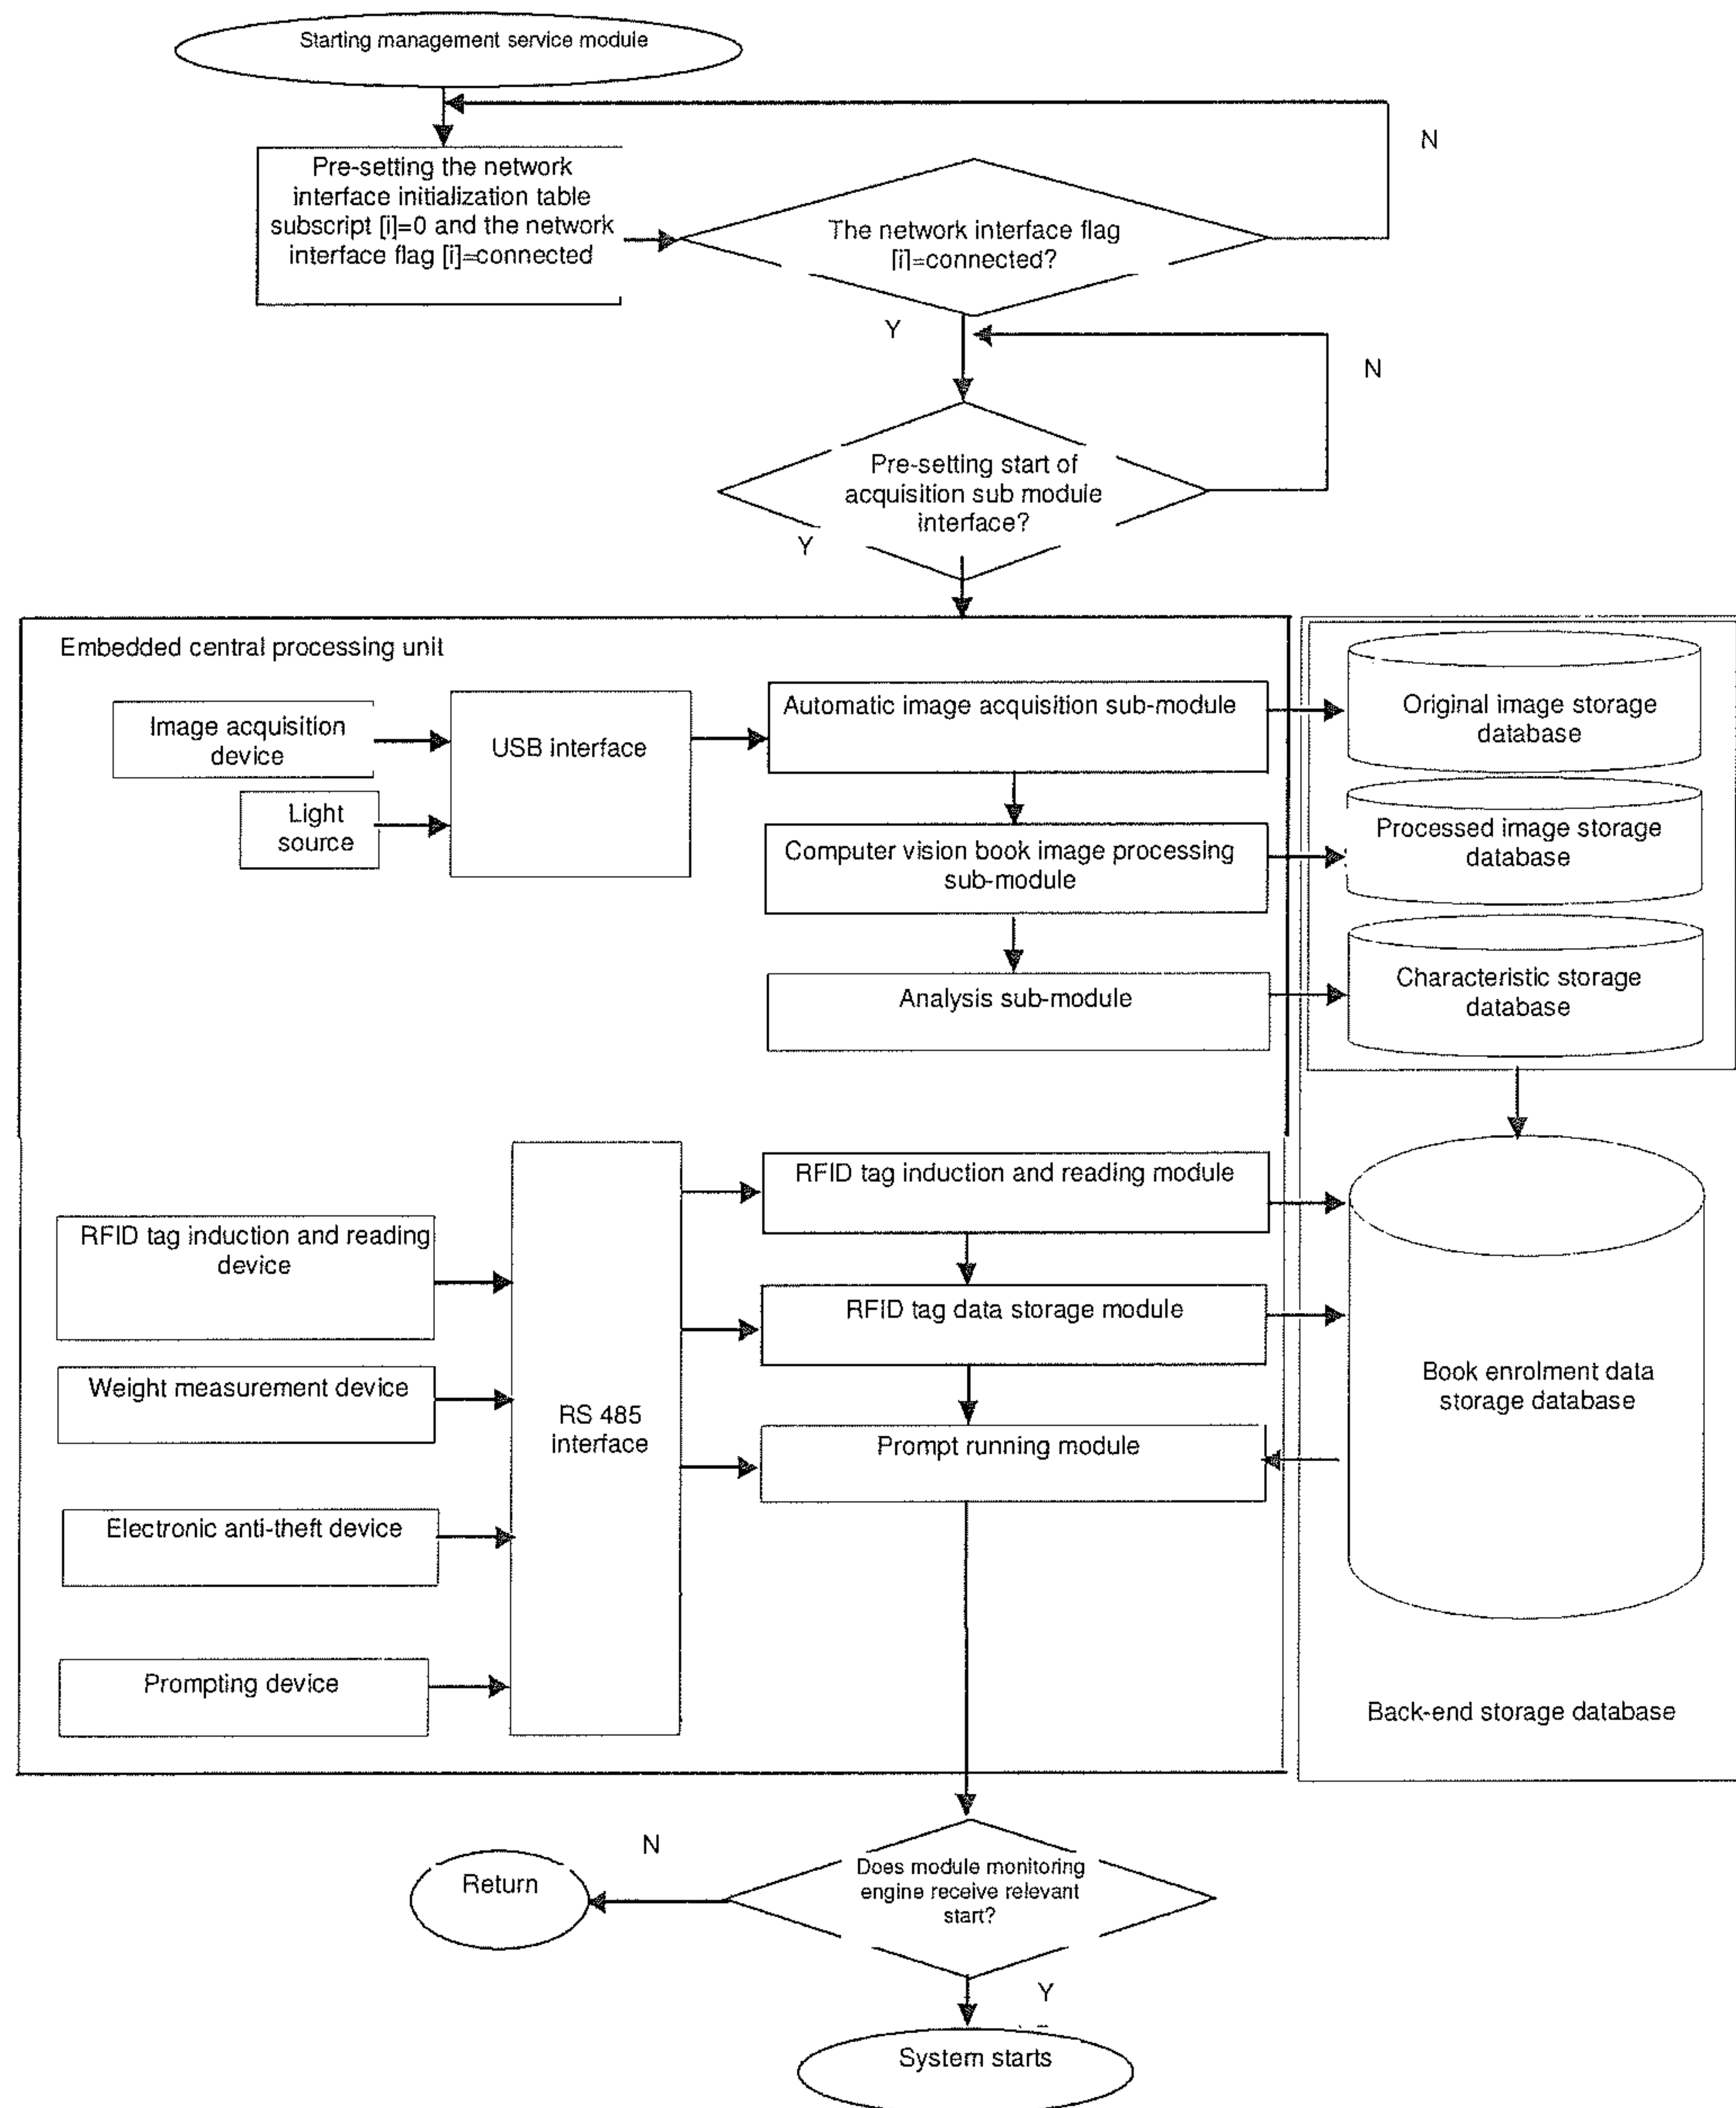 Starting management service module
N
Pre-setting the network
interface initialization table
subscript [i]=0 and the network
interface flag [i]=connected
The network interface flag
[i]=connected?
Y
N
Pre-setting start of
acquisition sub module
interface?
Y
Embedded central processing unit
Image acquisition
device
Light
source
USB interface
Automatic image acquisition sub-module
Computer vision book image processing
sub-module
Analysis sub-module
Original image storage
database
Processed image storage
database
Characteristic storage
database
RFID tag induction and reading
device
Weight measurement device
Electronic anti-theft device
Prompting device
RS 485
interface
RFID tag induction and reading module
RFID tag data storage module
Prompt running module
Book enrolment data
storage database
Back-end storage database
Does module monitoring
engine receive relevant
start?
N
Return
Y
System starts